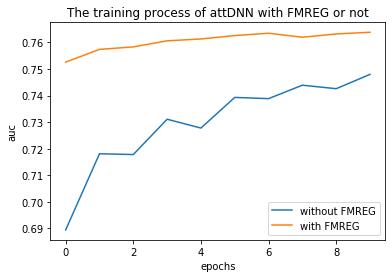 The training process of attDNN with FMREG or not
0.76
0.75
0.74
0.73
0.72
0.71
0.70
0.69
auc
0 2 4 6 8
epochs
without FMREG
with FMREG